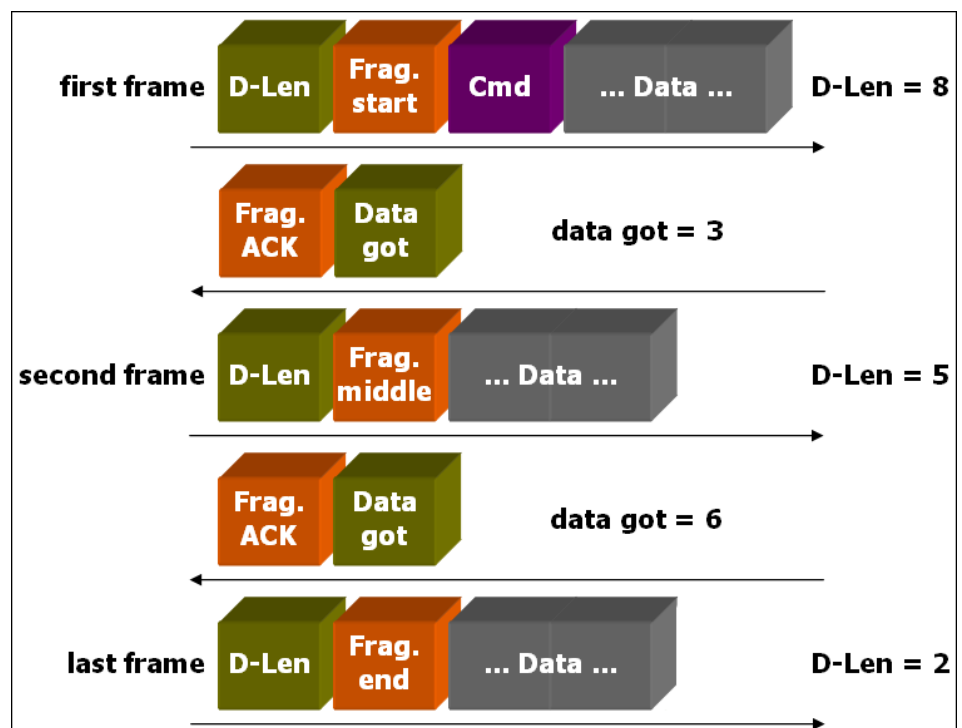 first frame D-Len Frag. start Cmd ... Data ... D-Len = 8
Frag. ACK Data got data got = 3
second frame D-Len Frag. middle ... Data ... D-Len = 5
Frag. ACK Data got data got = 6
last frame D-Len Frag. end ... Data ... D-Len = 2